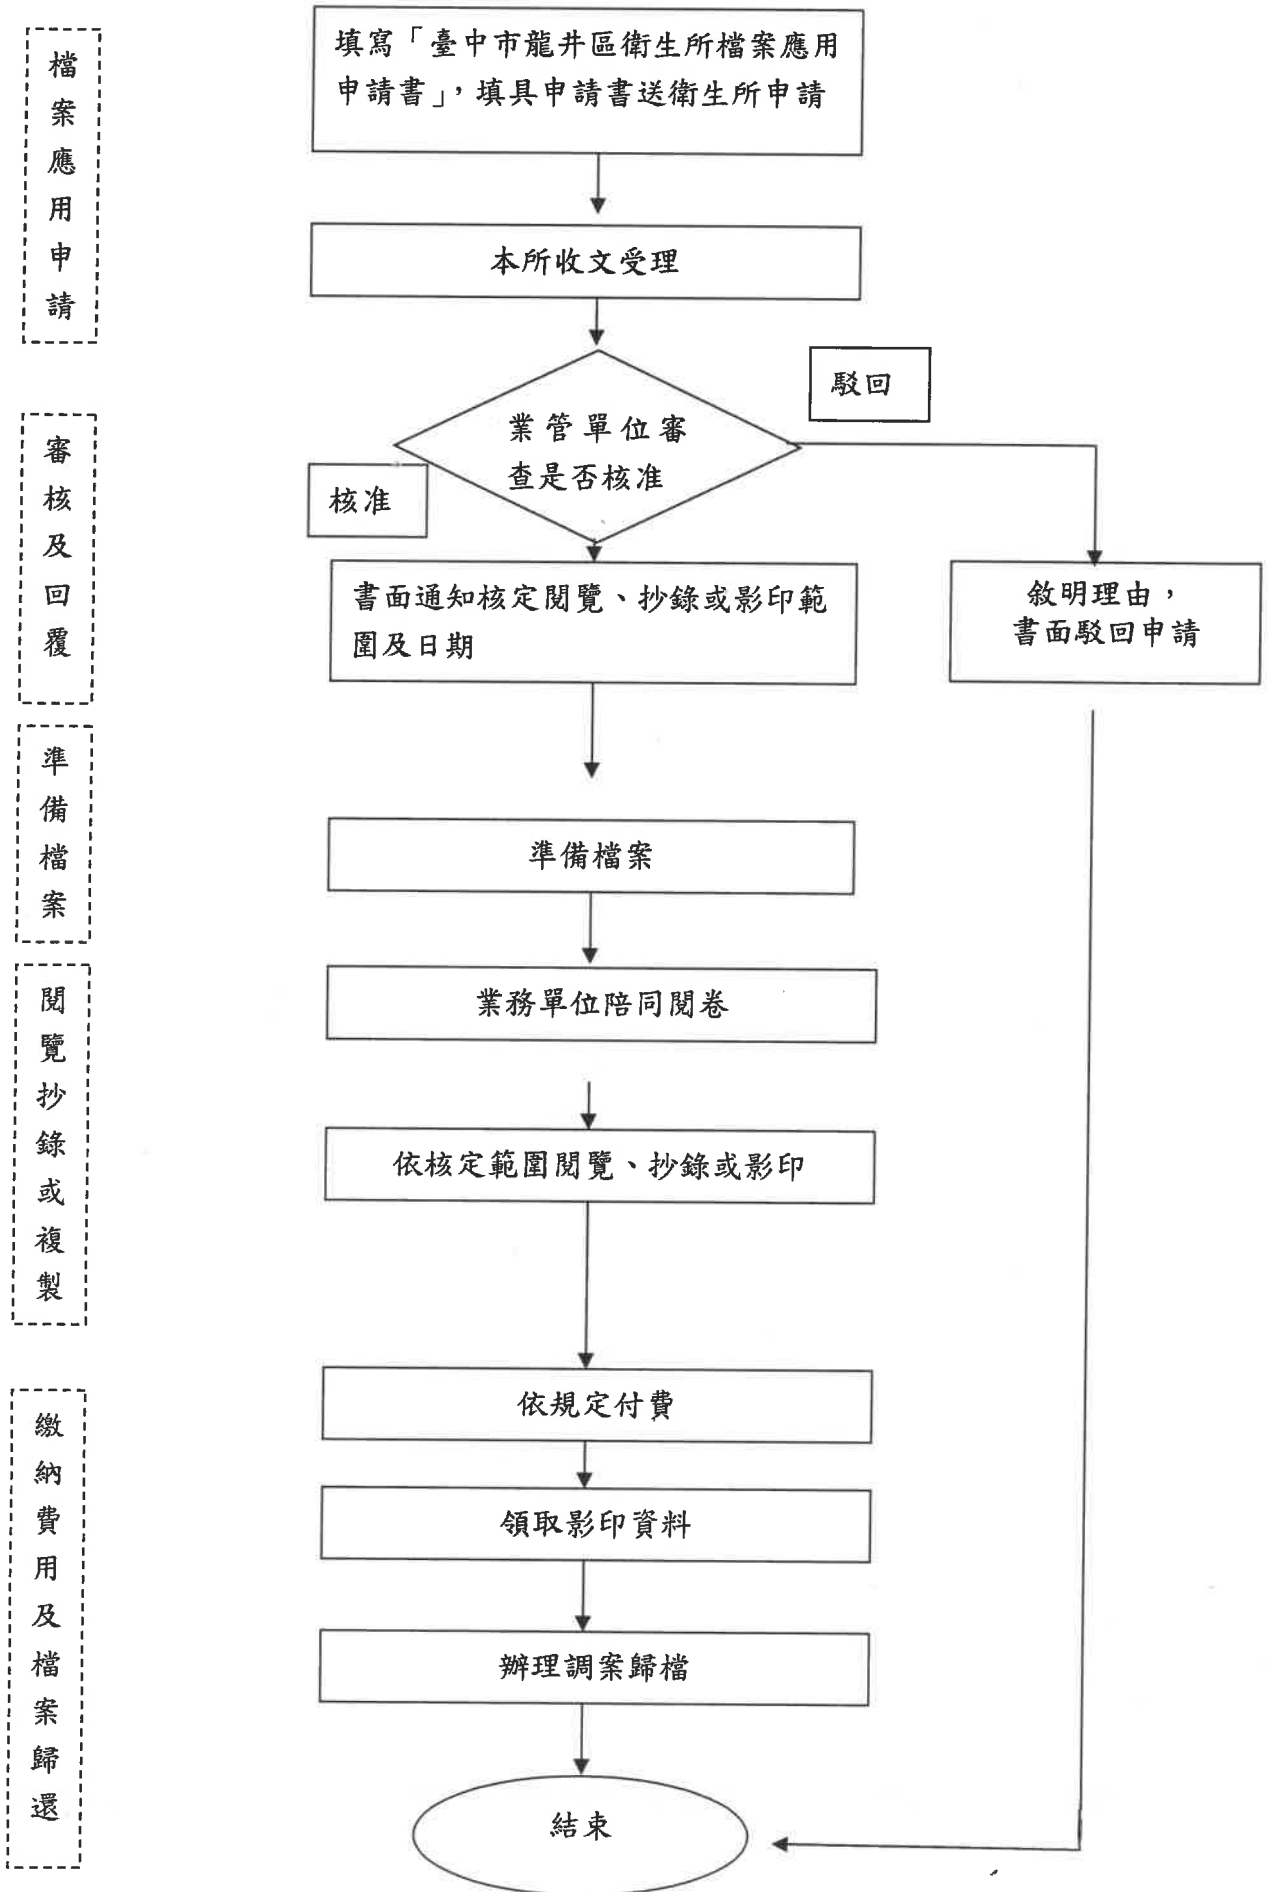 檔案應用申請
填寫「臺中市龍井區衛生所檔案應用
申請書」，填具申請書送衛生所申請
本所收文受理
審核及回覆
業管單位審
查是否核准
駁回
核准
書面通知核定閱覽、抄錄或影印範
圍及日期
敘明理由，
書面駁回申請
準備檔案
準備檔案
閱覽抄錄或複製
業務單位陪同閱卷
依核定範圍閱覽、抄錄或影印
繳納費用及檔案歸還
依規定付費
領取影印資料
辦理調案歸檔
結束